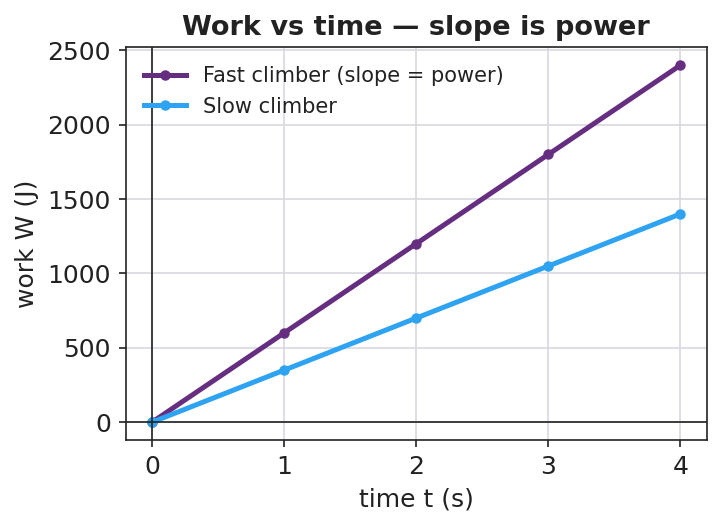 Work vs time — slope is power
Fast climber (slope = power)
Slow climber
work W (J)
2500
2000
1500
1000
500
0
0 1 2 3 4
time t (s)